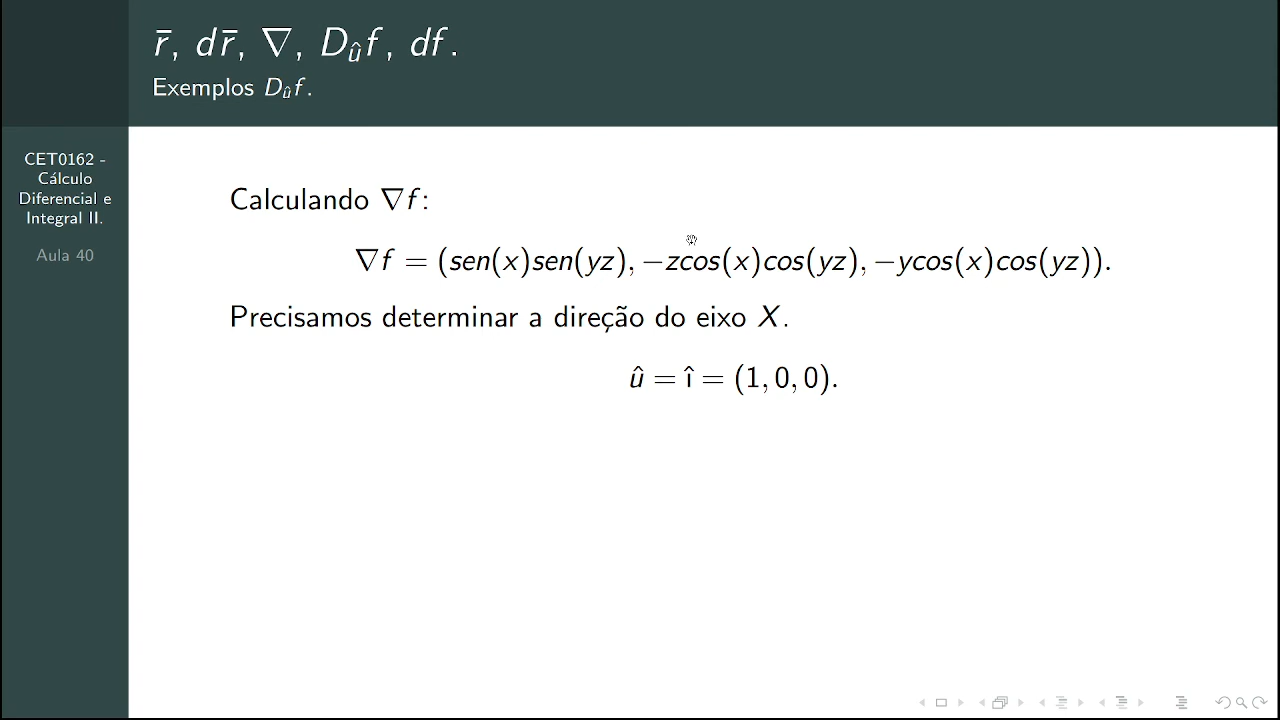 r̄, dr̄, ∇, D_û f, df.
Exemplos D_û f.
CET0162 -
Cálculo
Diferencial e
Integral II.
Aula 40
Calculando ∇f:
∇f = (sen(x)sen(yz), −zcos(x)cos(yz), −ycos(x)cos(yz)).
Precisamos determinar a direção do eixo X.
û = î = (1, 0, 0).